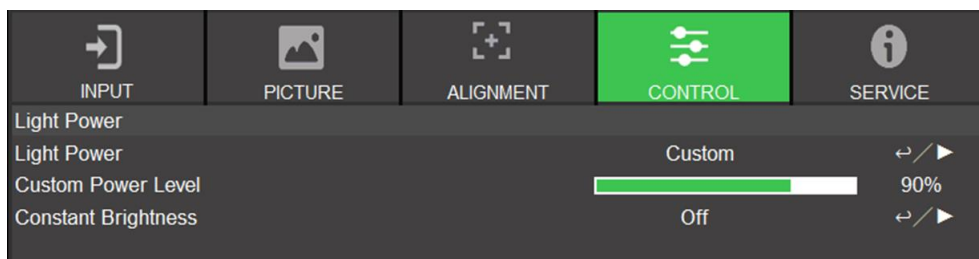 INPUT PICTURE ALIGNMENT CONTROL SERVICE
Light Power
Light Power Custom ↩/▶
Custom Power Level 90%
Constant Brightness Off ↩/▶